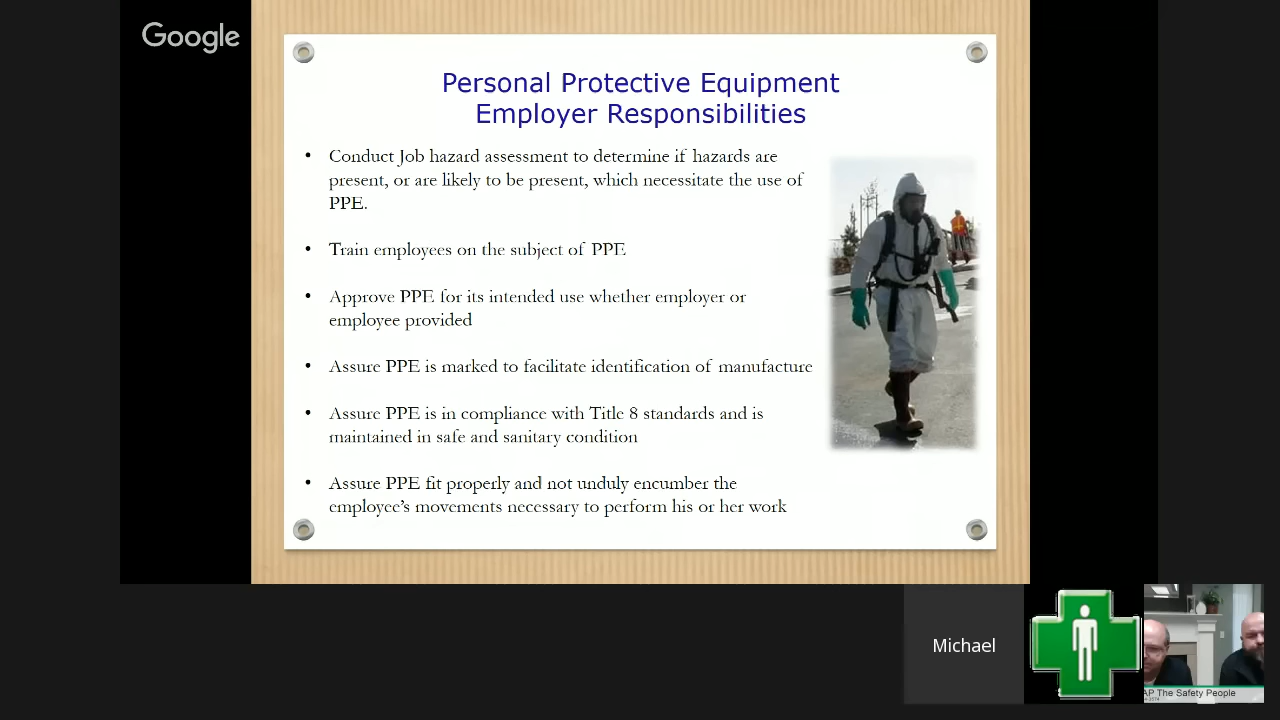 Google
Personal Protective Equipment
Employer Responsibilities
• Conduct Job hazard assessment to determine if hazards are
present, or are likely to be present, which necessitate the use of
PPE.
• Train employees on the subject of PPE
• Approve PPE for its intended use whether employer or
employee provided
• Assure PPE is marked to facilitate identification of manufacture
• Assure PPE is in compliance with Title 8 standards and is
maintained in safe and sanitary condition
• Assure PPE fit properly and not unduly encumber the
employee’s movements necessary to perform his or her work
Michael
AP The Safety People